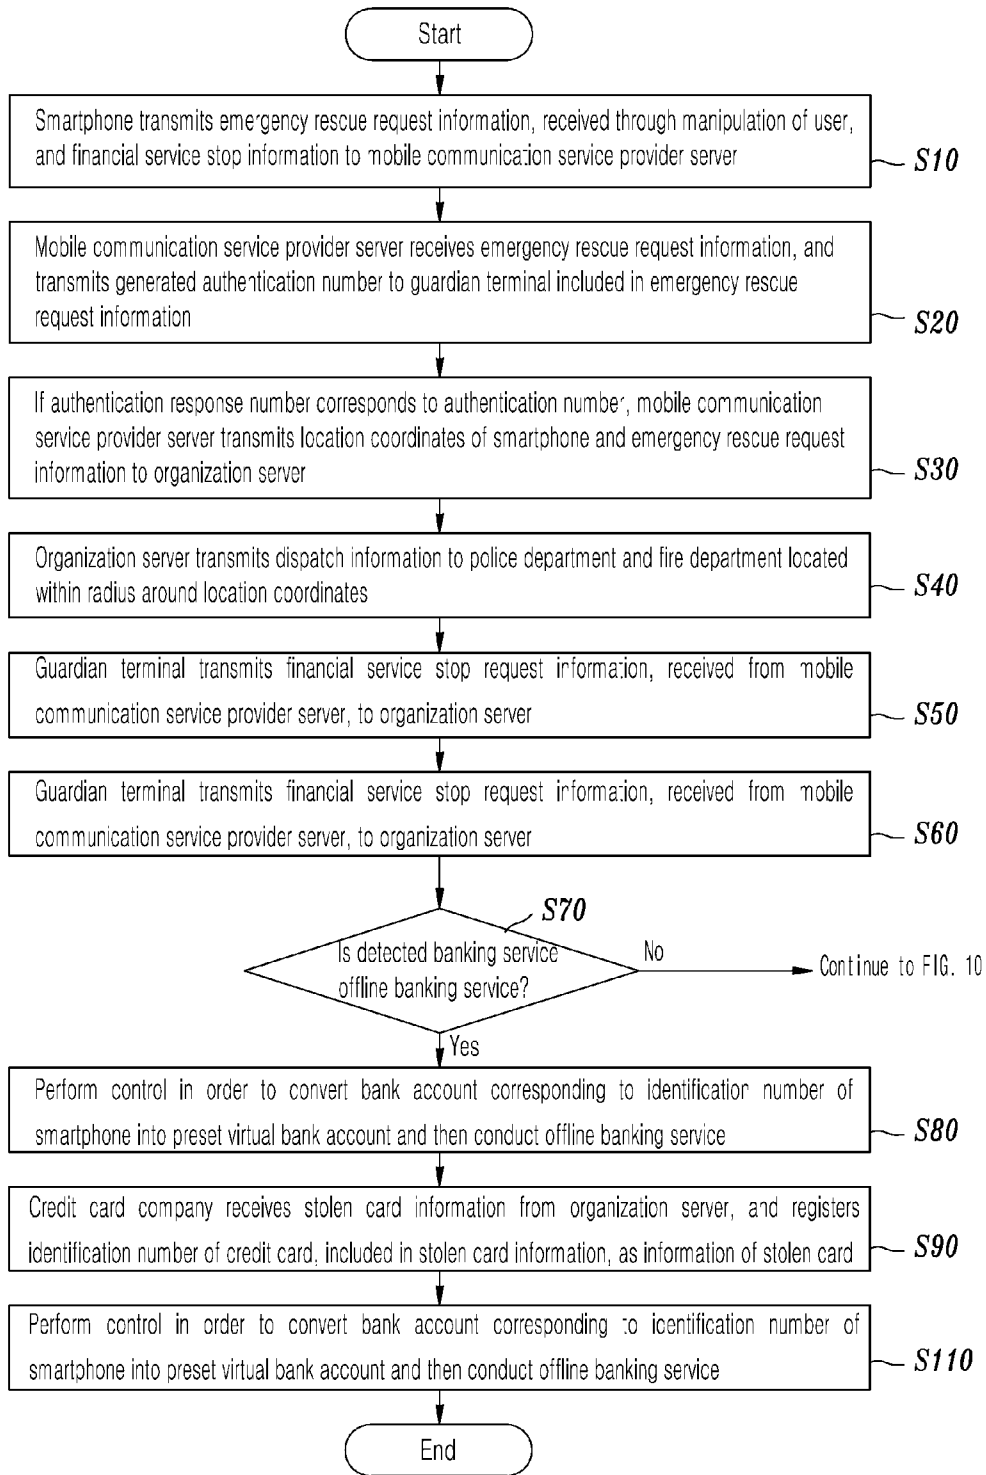 Start
Smartphone transmits emergency rescue request information, received through manipulation of user,
and financial service stop information to mobile communication service provider server
S10
Mobile communication service provider server receives emergency rescue request information, and
transmits generated authentication number to guardian terminal included in emergency rescue
request information
S20
If authentication response number corresponds to authentication number, mobile communication
service provider server transmits location coordinates of smartphone and emergency rescue request
information to organization server
S30
Organization server transmits dispatch information to police department and fire department located
within radius around location coordinates
S40
Guardian terminal transmits financial service stop request information, received from mobile
communication service provider server, to organization server
S50
Guardian terminal transmits financial service stop request information, received from mobile
communication service provider server, to organization server
S60
S70
Is detected banking service
offline banking service?
No
Continue to FIG. 10
Yes
Perform control in order to convert bank account corresponding to identification number of
smartphone into preset virtual bank account and then conduct offline banking service
S80
Credit card company receives stolen card information from organization server, and registers
identification number of credit card, included in stolen card information, as information of stolen card
S90
Perform control in order to convert bank account corresponding to identification number of
smartphone into preset virtual bank account and then conduct offline banking service
S110
End